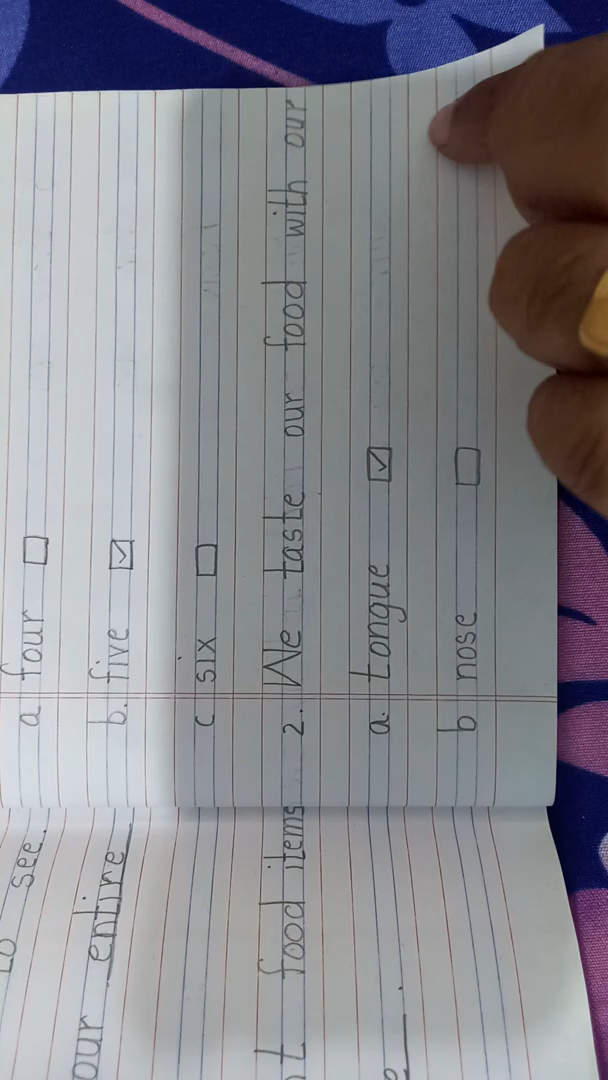 a four ☐
b. five ☑
c six ☐
2. We taste our food with our
a. tongue ☑
b nose ☐
see.
our entire
food items